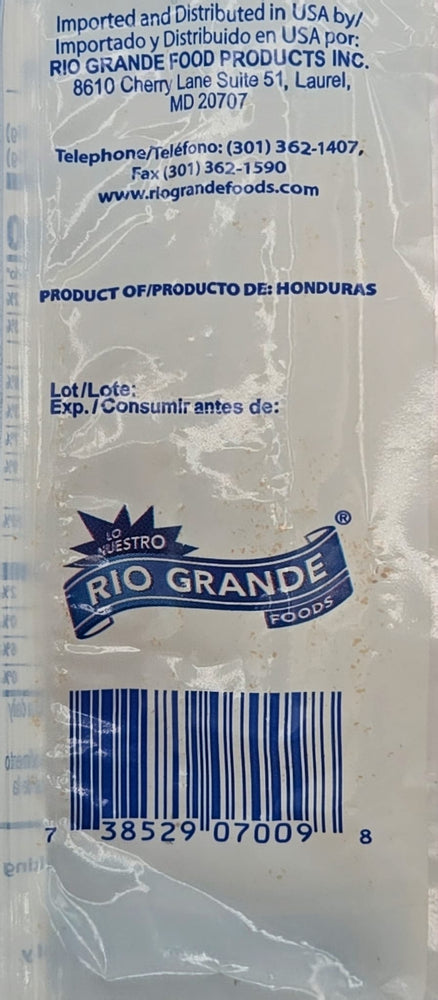 Imported and Distributed in USA by/
Importado y Distribuido en USA por:
RIO GRANDE FOOD PRODUCTS INC.
8610 Cherry Lane Suite 51, Laurel,
MD 20707
Telephone/Teléfono: (301) 362-1407,
Fax (301) 362-1590
www.riograndefoods.com
PRODUCT OF/PRODUCTO DE: HONDURAS
Lot/Lote:
Exp./Consumir antes de:
®
LO
NUESTRO
RIO GRANDE
FOODS
7 38529 07009 8